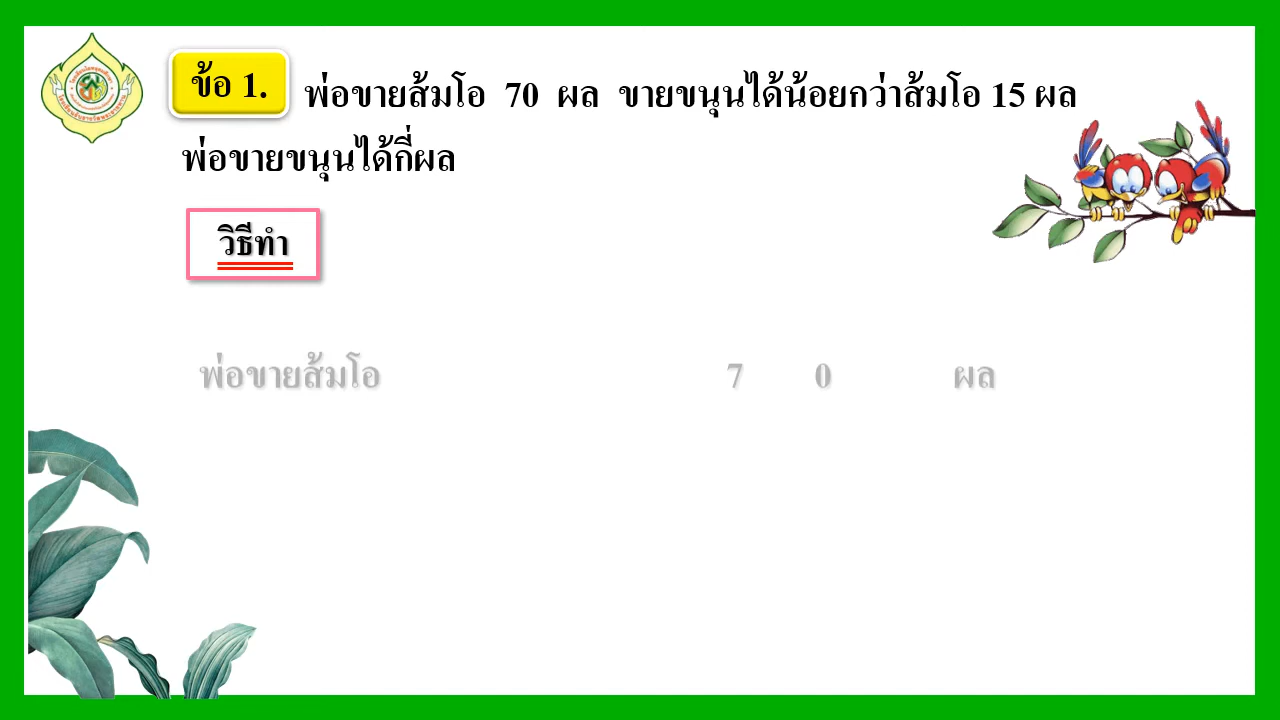 ข้อ 1. พ่อขายส้มโอ 70 ผล ขายขนุนได้น้อยกว่าส้มโอ 15 ผล
พ่อขายขนุนได้กี่ผล
วิธีทำ
พ่อขายส้มโอ 7 0 ผล